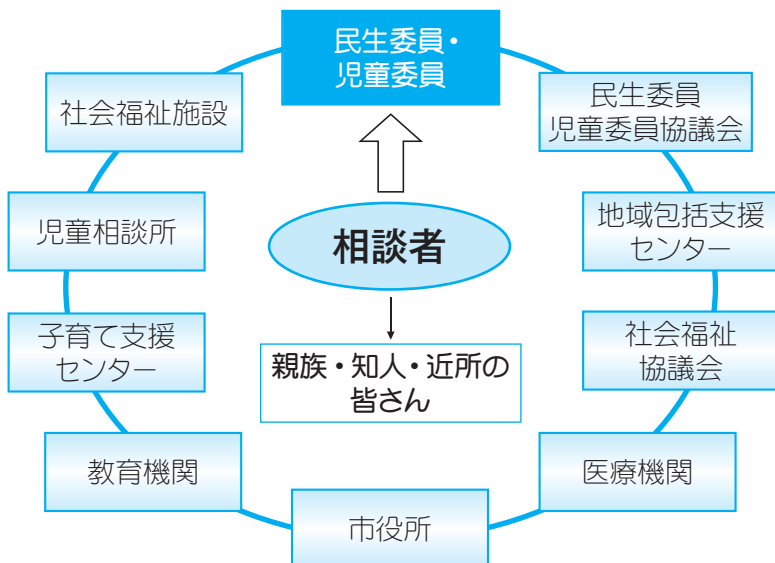 民生委員・
児童委員
社会福祉施設
民生委員
児童委員協議会
児童相談所
相談者
地域包括支援
センター
子育て支援
センター
親族・知人・近所の
皆さん
社会福祉
協議会
教育機関
医療機関
市役所